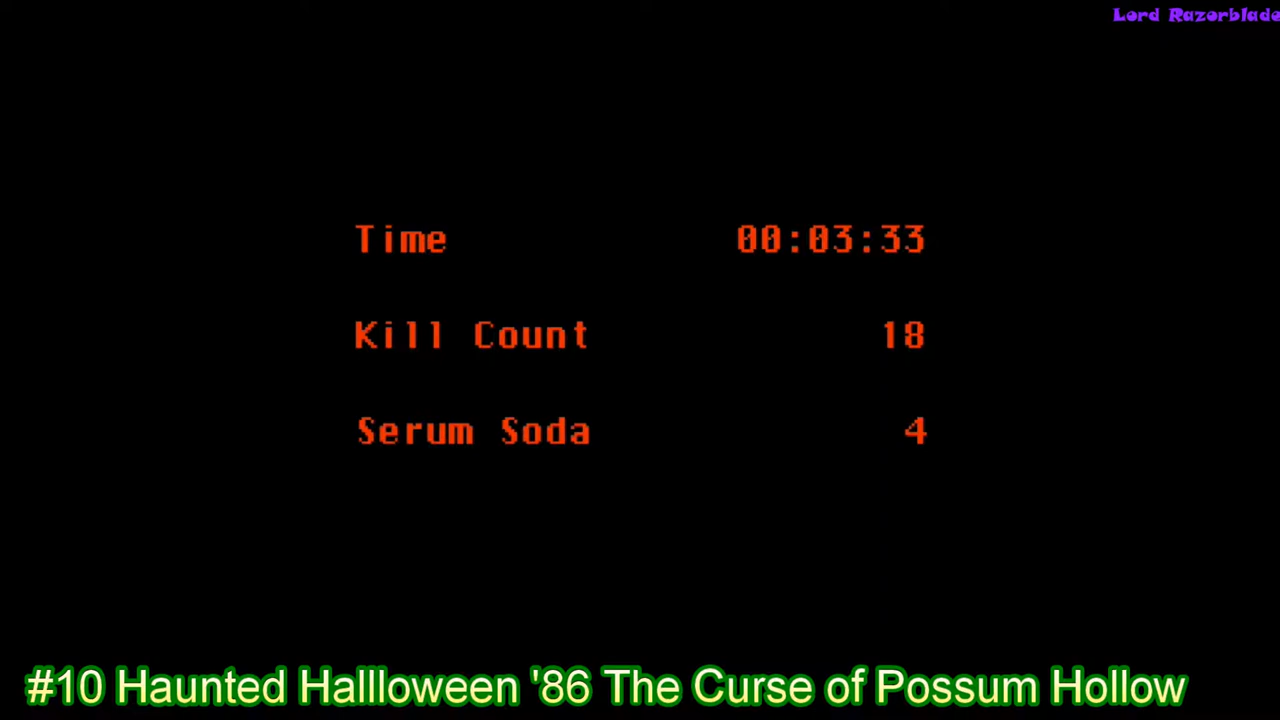 Lord Razorblade
Time 00:03:33
Kill Count 18
Serum Soda 4
#10 Haunted Hallloween '86 The Curse of Possum Hollow